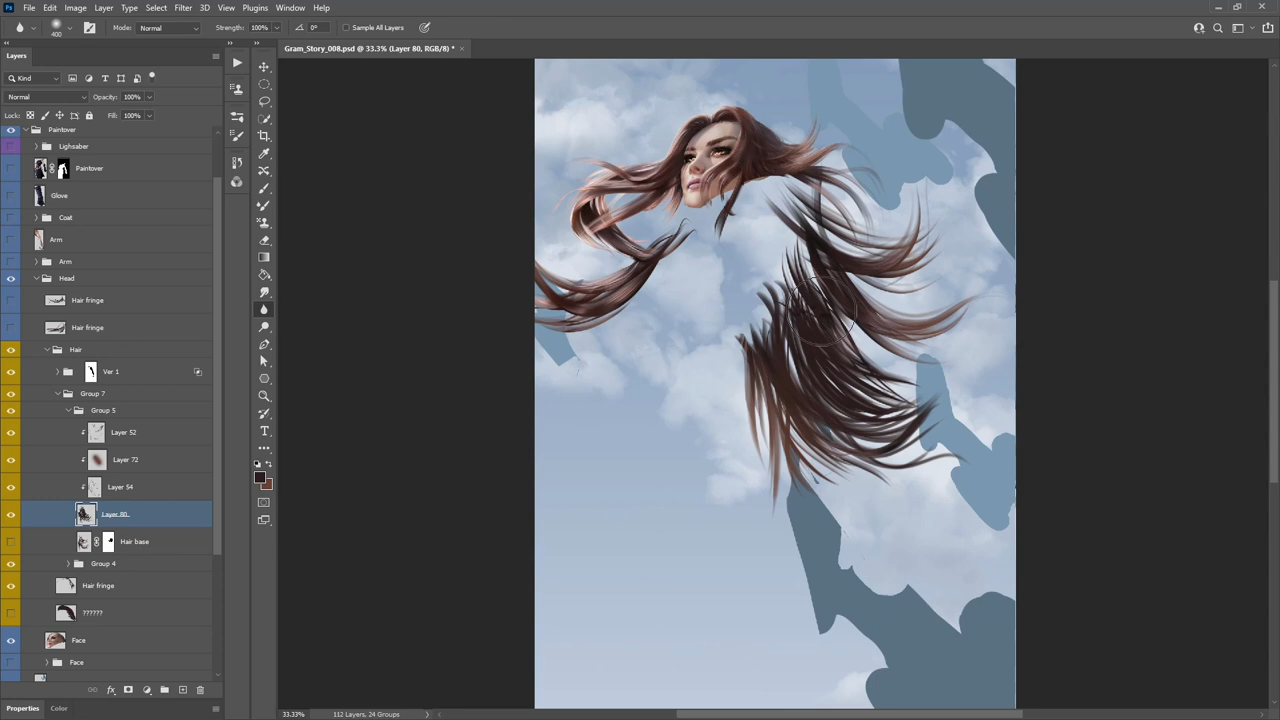 Ps File Edit Image Layer Type Select Filter 3D View Plugins Window Help
400 Mode: Normal Strength: 100% 0° Sample All Layers
Layers
Gram_Story_008.psd @ 33.3% (Layer 80, RGB/8) *
Kind
Normal Opacity: 100%
Lock: Fill: 100%
Paintover
Lighsaber
Paintover
Glove
Coat
Arm
Arm
Head
Hair fringe
Hair fringe
Hair
Ver 1
Group 7
Group 5
Layer 52
Layer 72
Layer 54
Layer 80
Hair base
Group 4
Hair fringe
??????
Face
Face
Properties Color
33.33% 112 Layers, 24 Groups